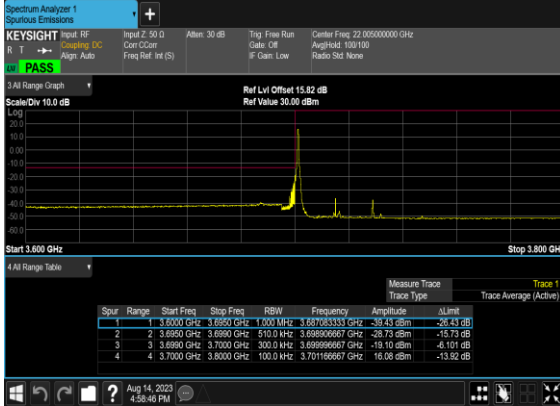 Spectrum Analyzer 1
Spurious Emissions
+
KEYSIGHT
R T
Input: RF
Coupling: DC
Align: Auto
Input Z: 50 Ω
Corr CCorr
Freq Ref: Int (S)
Atten: 30 dB
Trig: Free Run
Gate: Off
IF Gain: Low
Center Freq: 22.005000000 GHz
Avg|Hold: 100/100
Radio Std: None
PASS
3 All Range Graph
Ref Lvl Offset 15.82 dB
Scale/Div 10.0 dB
Ref Value 30.00 dBm
Log
20.0
10.0
0.00
-10.0
-20.0
-30.0
-40.0
-50.0
-60.0
Start 3.600 GHz
Stop 3.800 GH
4 All Range Table
Measure Trace Trace 1
Trace Type Trace Average (Active)
Spur Range Start Freq Stop Freq RBW Frequency Amplitude ΔLimit
1 1 3.6000 GHz 3.6950 GHz 1.000 MHz 3.687083333 GHz -39.43 dBm -26.43 dB
2 2 3.6950 GHz 3.6990 GHz 510.0 kHz 3.698906667 GHz -28.73 dBm -15.73 dB
3 3 3.6990 GHz 3.7000 GHz 300.0 kHz 3.699996667 GHz -19.10 dBm -6.101 dB
4 4 3.7000 GHz 3.8000 GHz 100.0 kHz 3.701166667 GHz 16.08 dBm -13.92 dB
?
Aug 14, 2023
4:58:46 PM